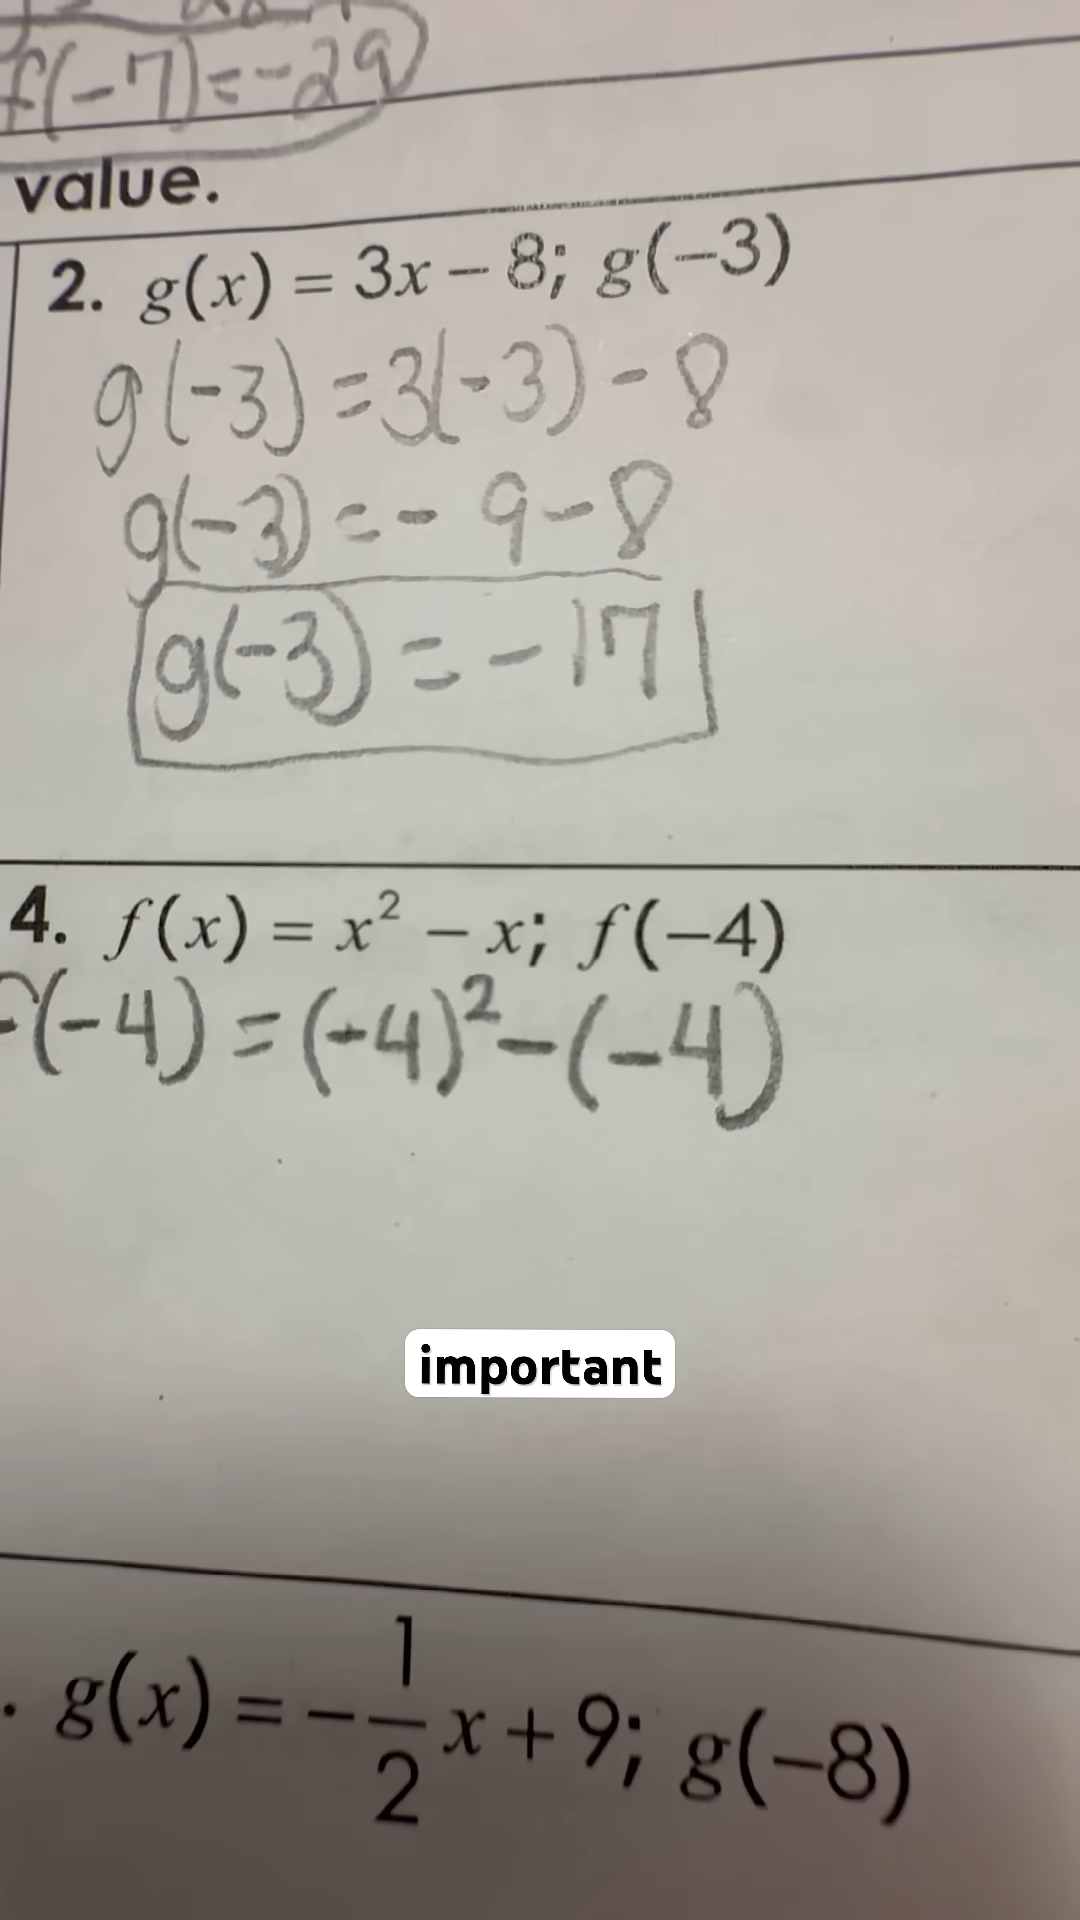 f(-7)=-29
value.
2. g(x) = 3x – 8; g(–3)
g(-3) = 3(-3) - 8
g(-3) = - 9 - 8
g(-3) = - 17
4. f(x) = x² – x; f(–4)
(-4) = (-4)² - (-4)
important
. g(x) = –1/2 x + 9; g(–8)